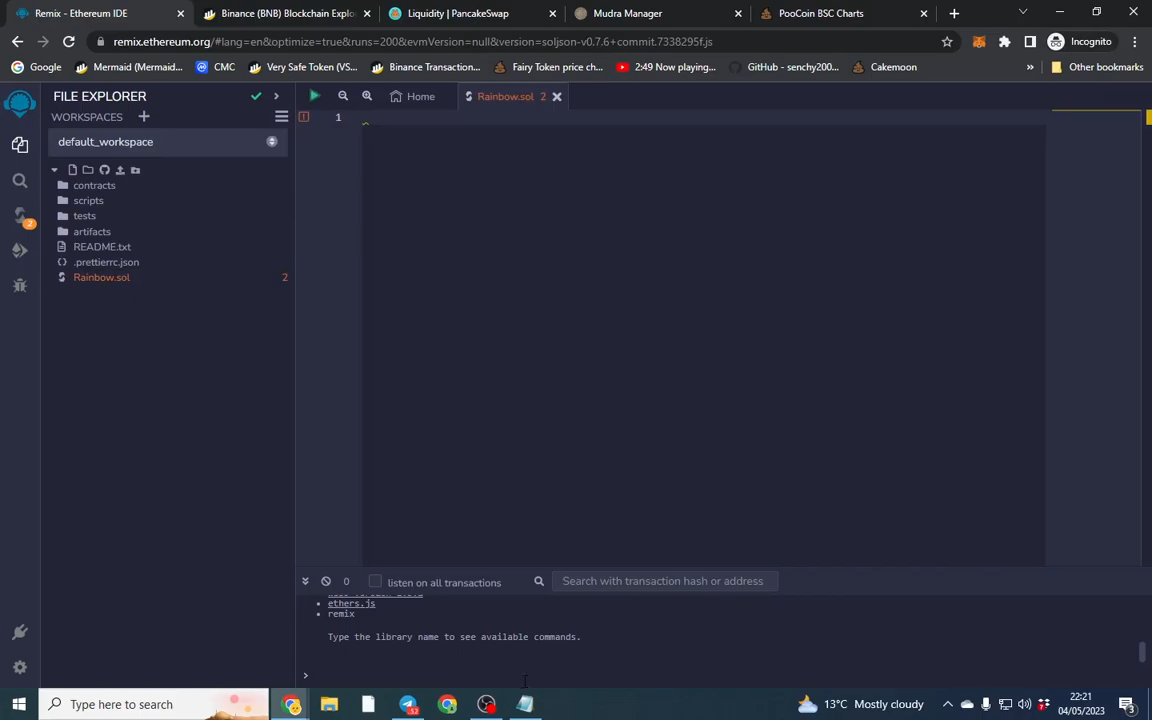 Remix - Ethereum IDE
Binance (BNB) Blockchain Explo
Liquidity | PancakeSwap
Mudra Manager
PooCoin BSC Charts
remix.ethereum.org/#lang=en&optimize=true&runs=200&evmVersion=null&version=soljson-v0.7.6+commit.7338295f.js
Incognito
Google
Mermaid (Mermaid...
CMC
Very Safe Token (VS...
Binance Transaction...
Fairy Token price ch...
2:49 Now playing...
GitHub - senchy200...
Cakemoon
»
Other bookmarks
FILE EXPLORER
WORKSPACES
default_workspace
contracts
scripts
tests
artifacts
README.txt
.prettierrc.json
Rainbow.sol 2
2
Home
Rainbow.sol 2
1
0
listen on all transactions
Search with transaction hash or address
ethers.js
remix
Type the library name to see available commands.
>
Type here to search
52
13°C Mostly cloudy
22:21
04/05/2023
3